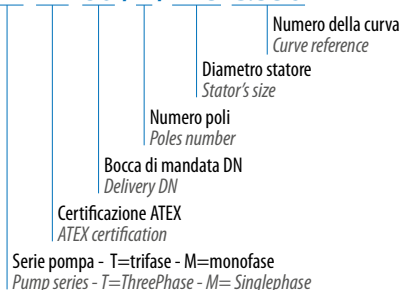 Numero della curva
Curve reference
Diametro statore
Stator's size
Numero poli
Poles number
Bocca di mandata DN
Delivery DN
Certificazione ATEX
ATEX certification
Serie pompa - T=trifase - M=monofase
Pump series - T=ThreePhase - M= Singlephase